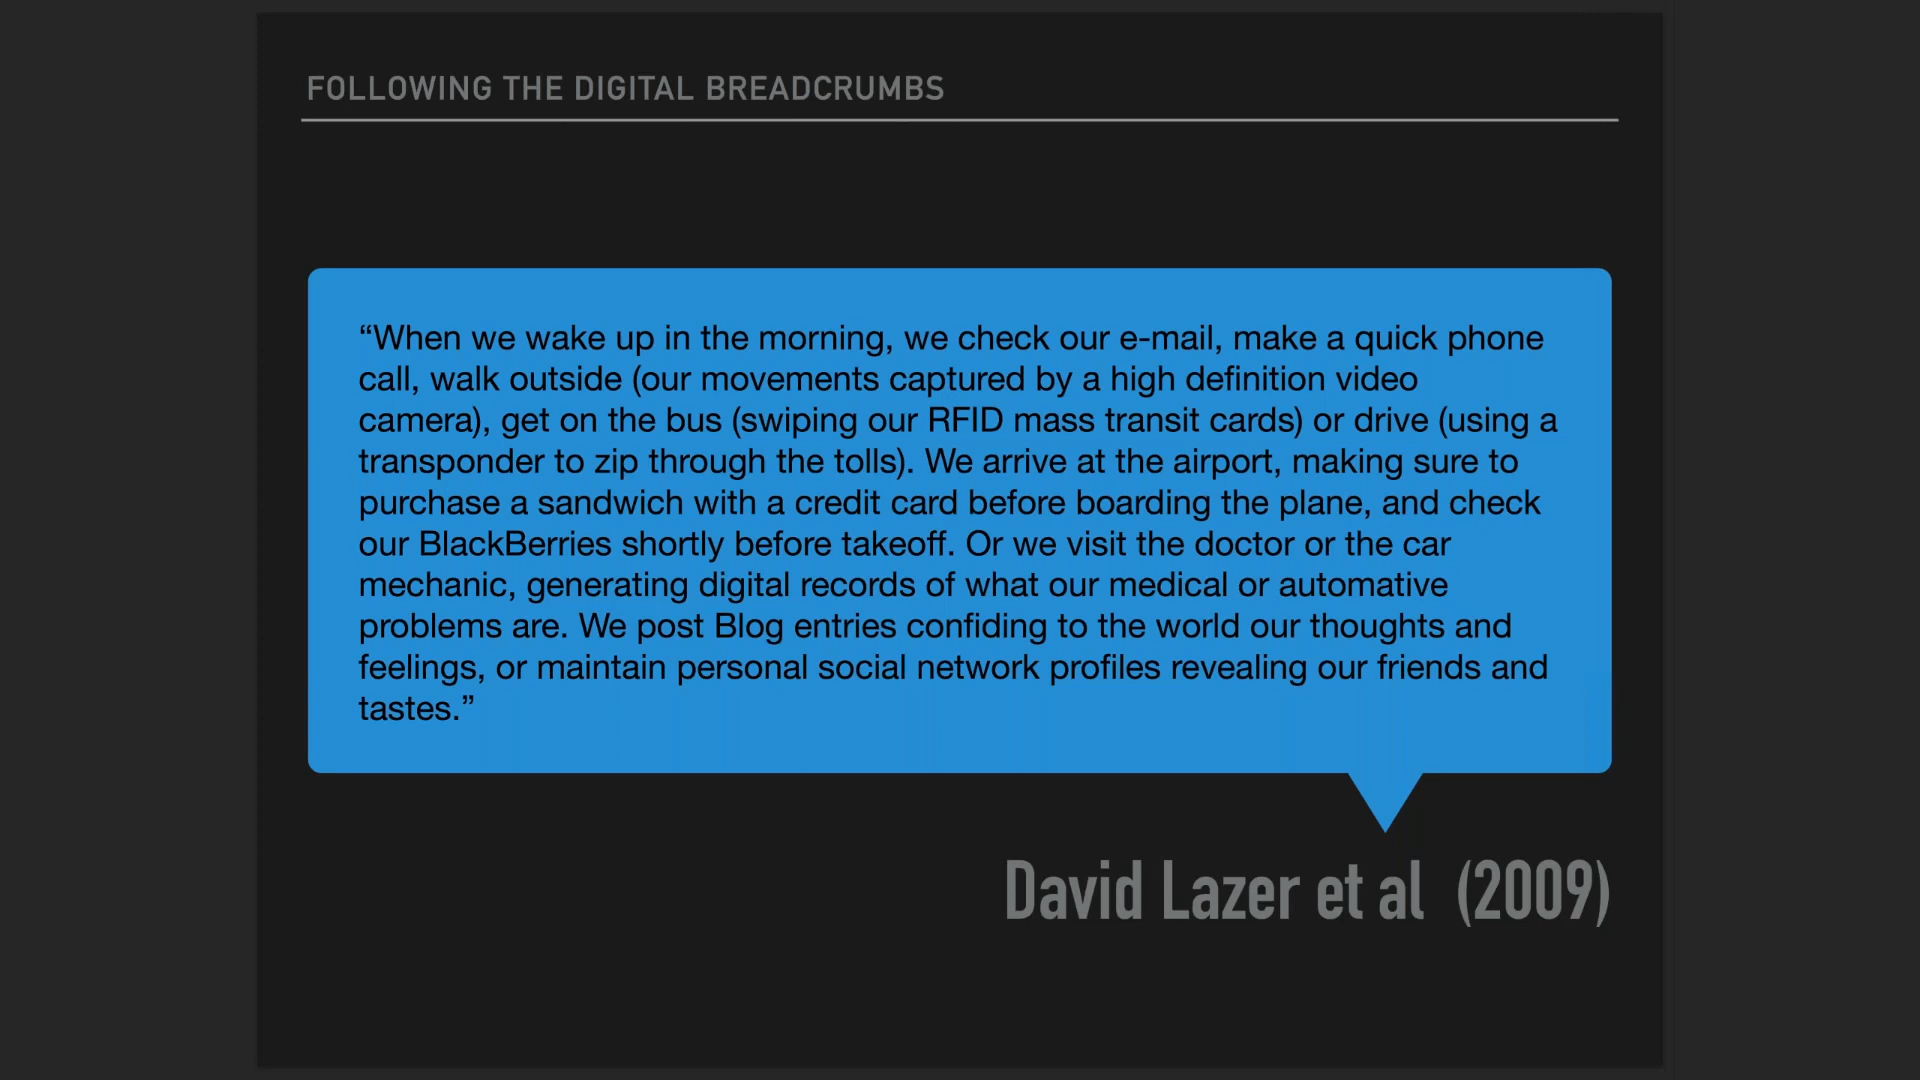 FOLLOWING THE DIGITAL BREADCRUMBS
“When we wake up in the morning, we check our e-mail, make a quick phone
call, walk outside (our movements captured by a high definition video
camera), get on the bus (swiping our RFID mass transit cards) or drive (using a
transponder to zip through the tolls). We arrive at the airport, making sure to
purchase a sandwich with a credit card before boarding the plane, and check
our BlackBerries shortly before takeoff. Or we visit the doctor or the car
mechanic, generating digital records of what our medical or automative
problems are. We post Blog entries confiding to the world our thoughts and
feelings, or maintain personal social network profiles revealing our friends and
tastes.”
David Lazer et al (2009)